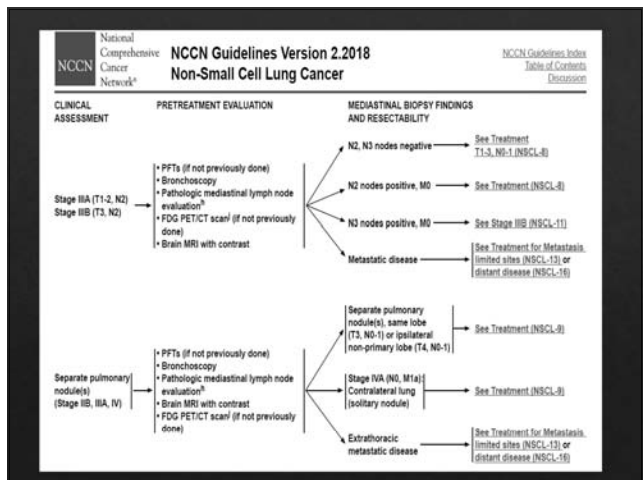 National
Comprehensive
NCCN
Cancer
Network®
NCCN Guidelines Version 2.2018
Non-Small Cell Lung Cancer
NCCN Guidelines Index
Table of Contents
Discussion
CLINICAL
ASSESSMENT
PRETREATMENT EVALUATION
MEDIASTINAL BIOPSY FINDINGS
AND RESECTABILITY
Stage IIIA (T1-2, N2)
Stage IIIB (T3, N2)
• PFTs (if not previously done)
• Bronchoscopy
• Pathologic mediastinal lymph node
evaluationh
• FDG PET/CT scanj (if not previously
done)
• Brain MRI with contrast
N2, N3 nodes negative
See Treatment
T1-3, N0-1 (NSCL-8)
N2 nodes positive, M0
See Treatment (NSCL-8)
N3 nodes positive, M0
See Stage IIIB (NSCL-11)
Metastatic disease
See Treatment for Metastasis
limited sites (NSCL-13) or
distant disease (NSCL-16)
Separate pulmonary
nodule(s)
(Stage IIB, IIIA, IV)
• PFTs (if not previously done)
• Bronchoscopy
• Pathologic mediastinal lymph node
evaluationh
• Brain MRI with contrast
• FDG PET/CT scanj (if not previously
done)
Separate pulmonary
nodule(s), same lobe
(T3, N0-1) or ipsilateral
non-primary lobe (T4, N0-1)
See Treatment (NSCL-9)
Stage IVA (N0, M1a):
Contralateral lung
(solitary nodule)
See Treatment (NSCL-9)
Extrathoracic
metastatic disease
See Treatment for Metastasis
limited sites (NSCL-13) or
distant disease (NSCL-16)